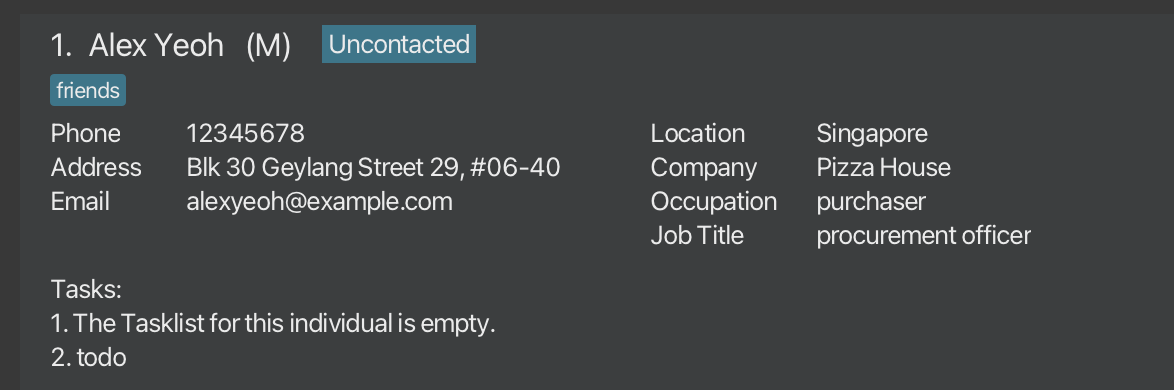 1. Alex Yeoh (M) Uncontacted
friends
Phone 12345678
Address Blk 30 Geylang Street 29, #06-40
Email alexyeoh@example.com
Location Singapore
Company Pizza House
Occupation purchaser
Job Title procurement officer
Tasks:
1. The Tasklist for this individual is empty.
2. todo